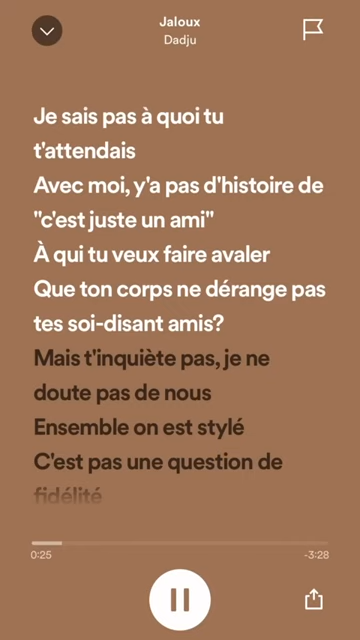 Jaloux
Dadju
Je sais pas à quoi tu
t'attendais
Avec moi, y'a pas d'histoire de
"c'est juste un ami"
À qui tu veux faire avaler
Que ton corps ne dérange pas
tes soi-disant amis?
Mais t'inquiète pas, je ne
doute pas de nous
Ensemble on est stylé
C'est pas une question de
fidélité
0:25
-3:28